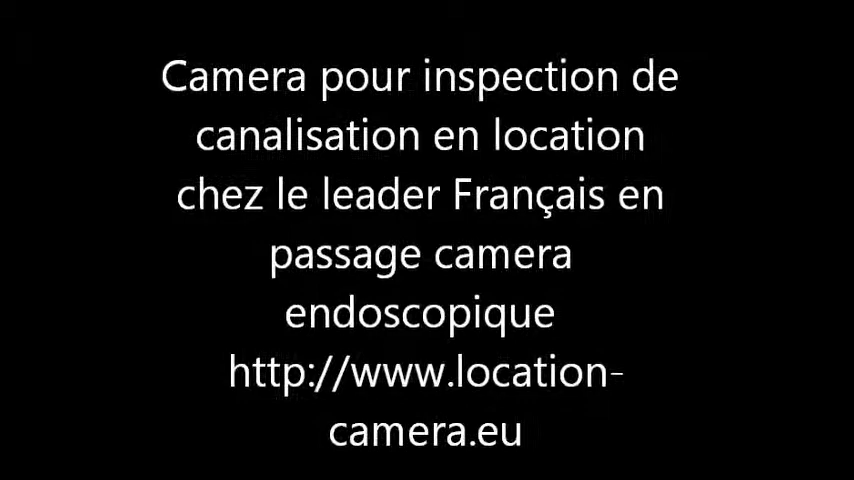 Camera pour inspection de
canalisation en location
chez le leader Français en
passage camera
endoscopique
http://www.location-
camera.eu